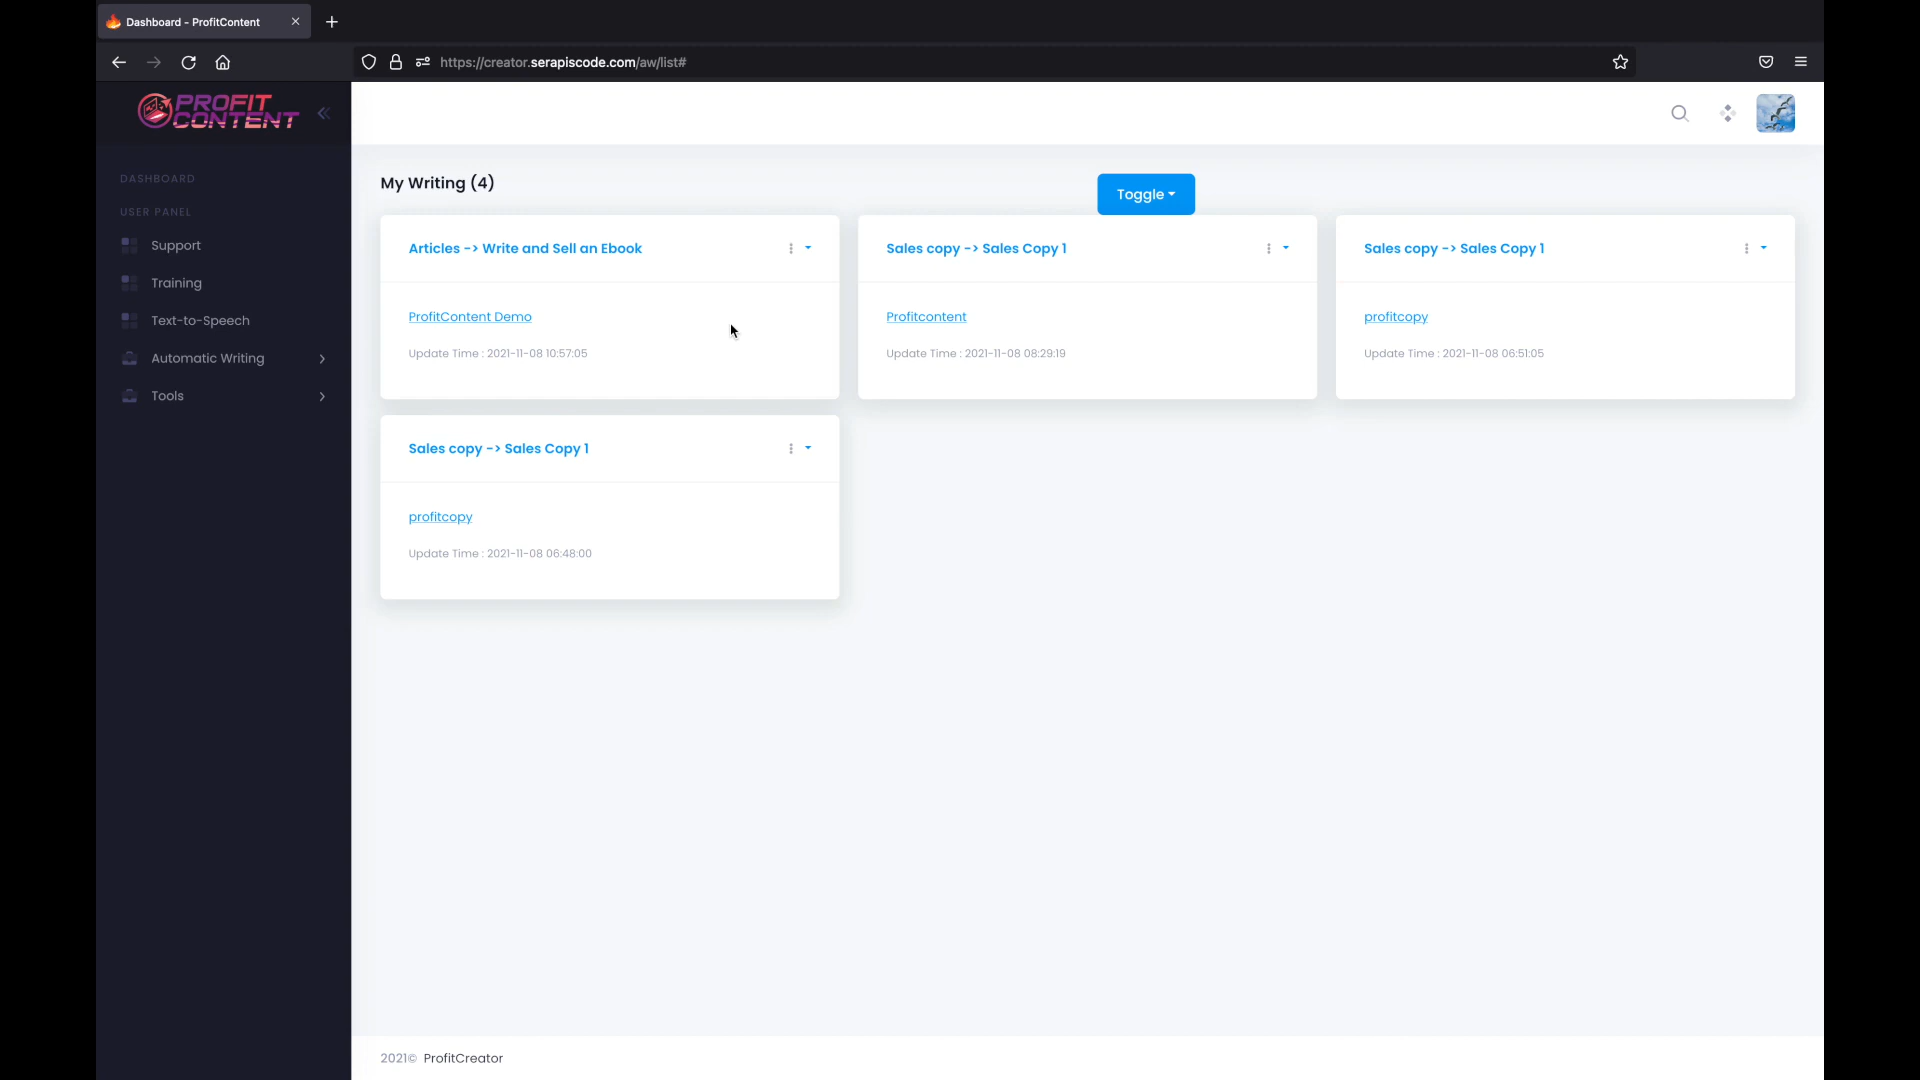 Dashboard - ProfitContent
https://creator.serapiscode.com/aw/list#
PROFIT
CONTENT
DASHBOARD
USER PANEL
Support
Training
Text-to-Speech
Automatic Writing
Tools
My Writing (4)
Toggle
Articles -> Write and Sell an Ebook
ProfitContent Demo
Update Time : 2021-11-08 10:57:05
Sales copy -> Sales Copy 1
Profitcontent
Update Time : 2021-11-08 08:29:19
Sales copy -> Sales Copy 1
profitcopy
Update Time : 2021-11-08 06:51:05
Sales copy -> Sales Copy 1
profitcopy
Update Time : 2021-11-08 06:48:00
2021© ProfitCreator